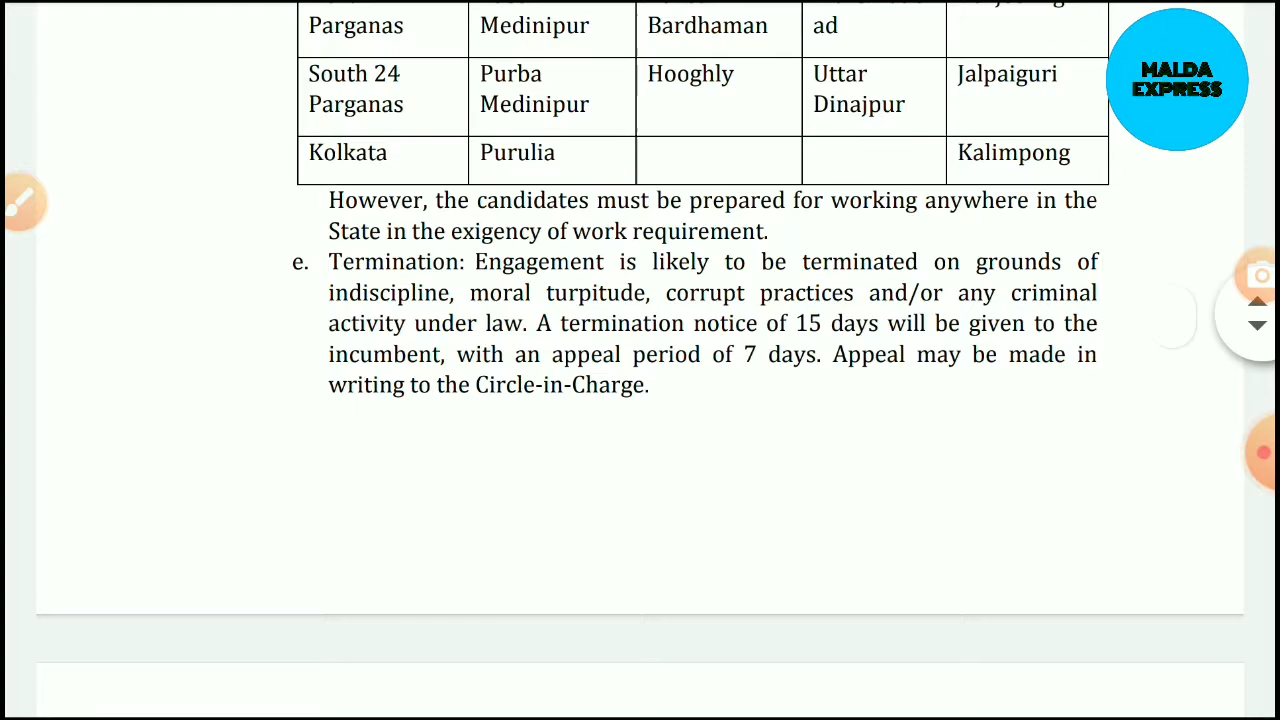 Parganas
Medinipur
Bardhaman
ad
South 24
Parganas
Purba
Medinipur
Hooghly
Uttar
Dinajpur
Jalpaiguri
Kolkata
Purulia
Kalimpong
However, the candidates must be prepared for working anywhere in the
State in the exigency of work requirement.
e. Termination: Engagement is likely to be terminated on grounds of
indiscipline, moral turpitude, corrupt practices and/or any criminal
activity under law. A termination notice of 15 days will be given to the
incumbent, with an appeal period of 7 days. Appeal may be made in
writing to the Circle-in-Charge.
MALDA
EXPRESS